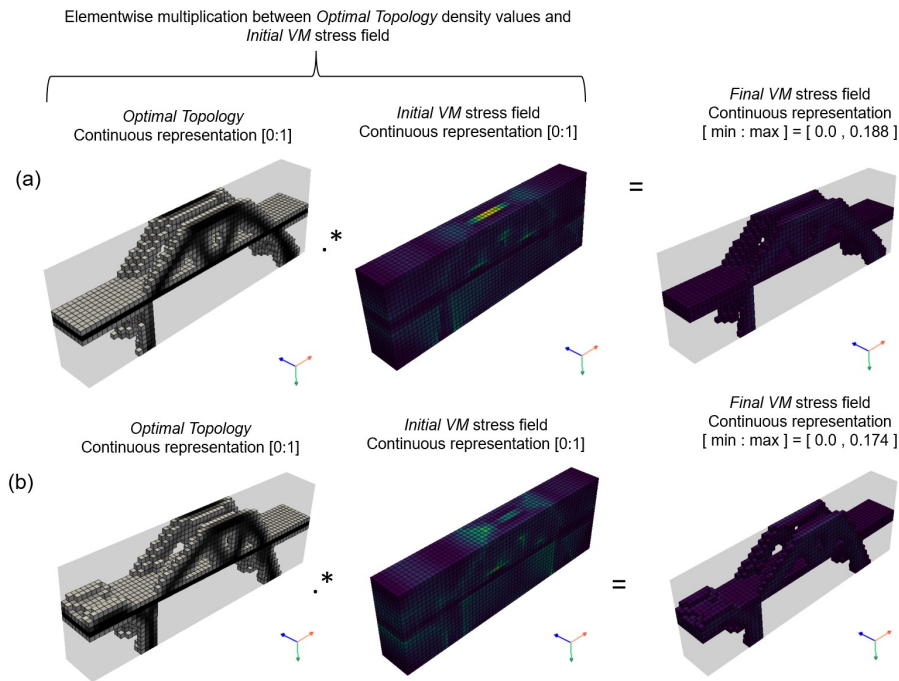 Elementwise multiplication between Optimal Topology density values and
Initial VM stress field
Optimal Topology
Continuous representation [0:1]
Initial VM stress field
Continuous representation [0:1]
Final VM stress field
Continuous representation
[ min : max ] = [ 0.0 , 0.188 ]
(a)
.*
=
Optimal Topology
Continuous representation [0:1]
Initial VM stress field
Continuous representation [0:1]
Final VM stress field
Continuous representation
[ min : max ] = [ 0.0 , 0.174 ]
(b)
.*
=